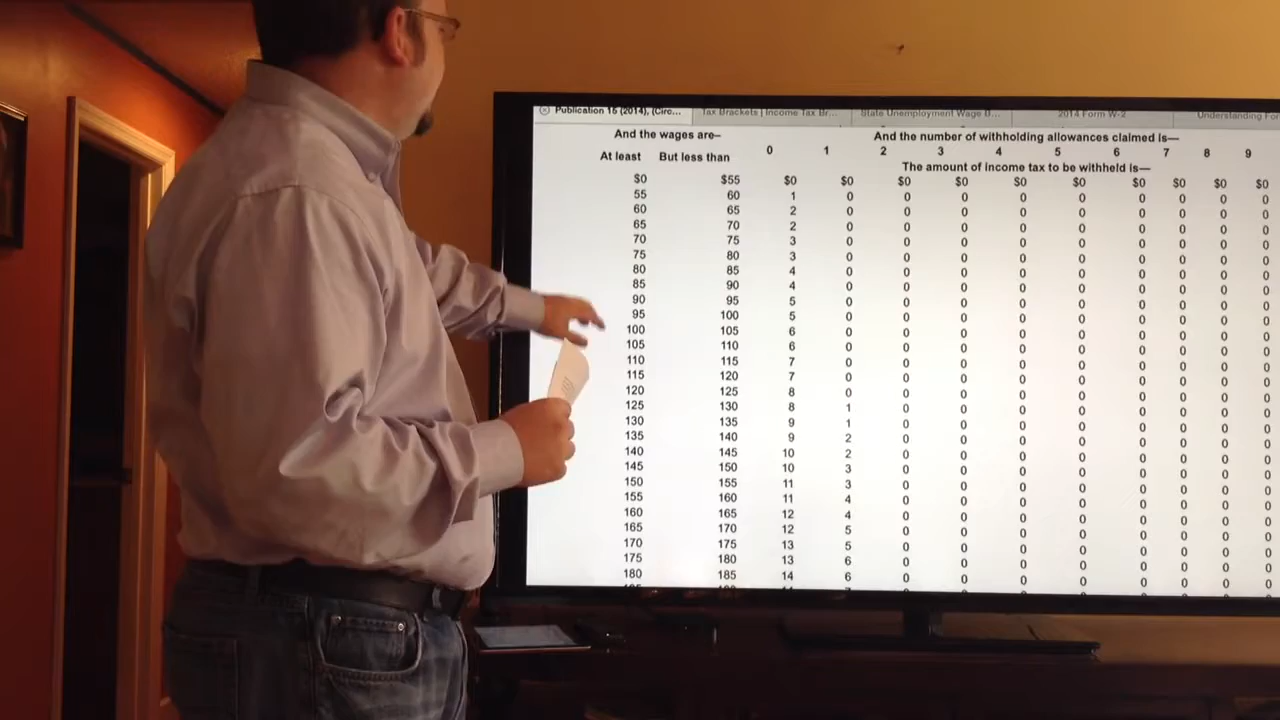 Publication 15 (2014), (Circ... Tax Brackets | Income Tax Br... State Unemployment Wage B... 2014 Form W-2 Understanding For
And the wages are– And the number of withholding allowances claimed is—
At least But less than 0 1 2 3 4 5 6 7 8 9
The amount of income tax to be withheld is—
$0 $55 $0 $0 $0 $0 $0 $0 $0 $0 $0 $0
55 60 1 0 0 0 0 0 0 0 0 0
60 65 2 0 0 0 0 0 0 0 0 0
65 70 2 0 0 0 0 0 0 0 0 0
70 75 3 0 0 0 0 0 0 0 0 0
75 80 3 0 0 0 0 0 0 0 0 0
80 85 4 0 0 0 0 0 0 0 0 0
85 90 4 0 0 0 0 0 0 0 0 0
90 95 5 0 0 0 0 0 0 0 0 0
95 100 5 0 0 0 0 0 0 0 0 0
100 105 6 0 0 0 0 0 0 0 0 0
105 110 6 0 0 0 0 0 0 0 0 0
110 115 7 0 0 0 0 0 0 0 0 0
115 120 7 0 0 0 0 0 0 0 0 0
120 125 8 0 0 0 0 0 0 0 0 0
125 130 8 1 0 0 0 0 0 0 0 0
130 135 9 1 0 0 0 0 0 0 0 0
135 140 9 2 0 0 0 0 0 0 0 0
140 145 10 2 0 0 0 0 0 0 0 0
145 150 10 3 0 0 0 0 0 0 0 0
150 155 11 3 0 0 0 0 0 0 0 0
155 160 11 4 0 0 0 0 0 0 0 0
160 165 12 4 0 0 0 0 0 0 0 0
165 170 12 5 0 0 0 0 0 0 0 0
170 175 13 5 0 0 0 0 0 0 0 0
175 180 13 6 0 0 0 0 0 0 0 0
180 185 14 6 0 0 0 0 0 0 0 0